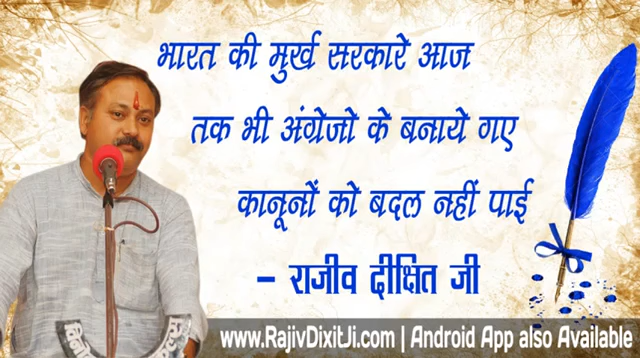 भारत की मुर्ख सरकारे आज
तक भी अंग्रेजो के बनाये गए
कानूनों को बदल नहीं पाई
– राजीव दीक्षित जी
www.RajivDixitJi.com | Android App also Available